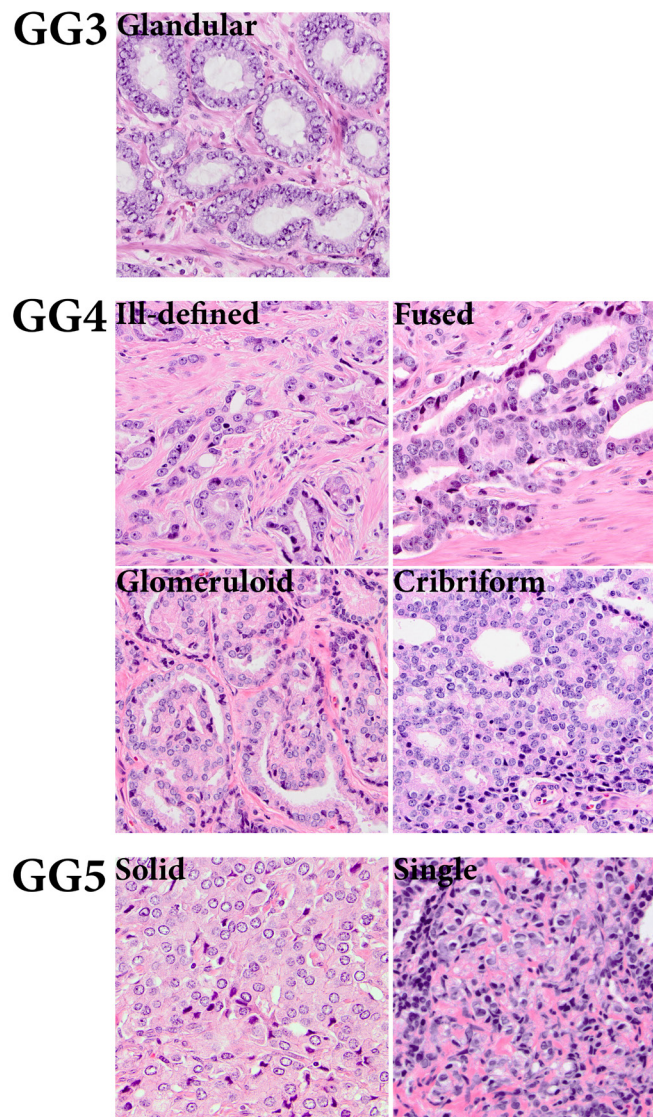 GG3 Glandular
GG4 Ill-defined Fused
Glomeruloid Cribriform
GG5 Solid Single